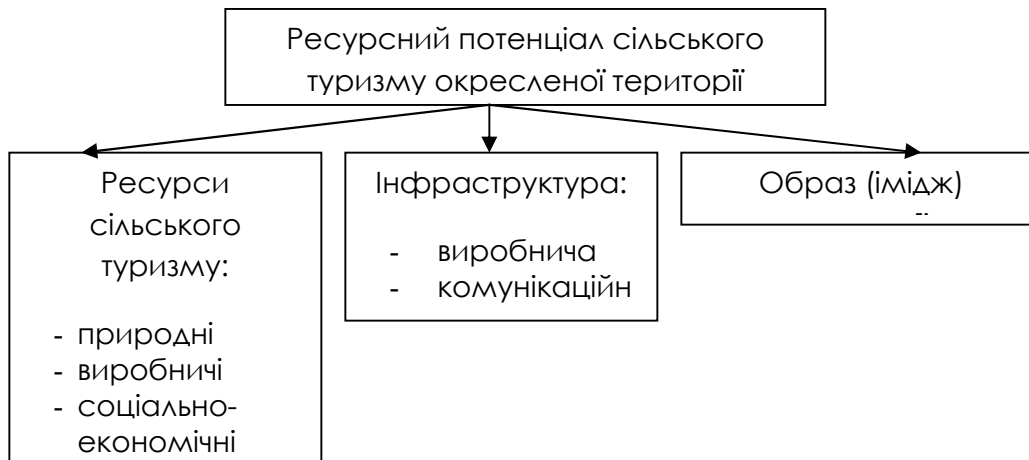 Ресурсний потенціал сільського
туризму окресленої території
Ресурси
сільського
туризму:
- природні
- виробничі
- соціально-
економічні
Інфраструктура:
- виробнича
- комунікаційн
Образ (імідж)